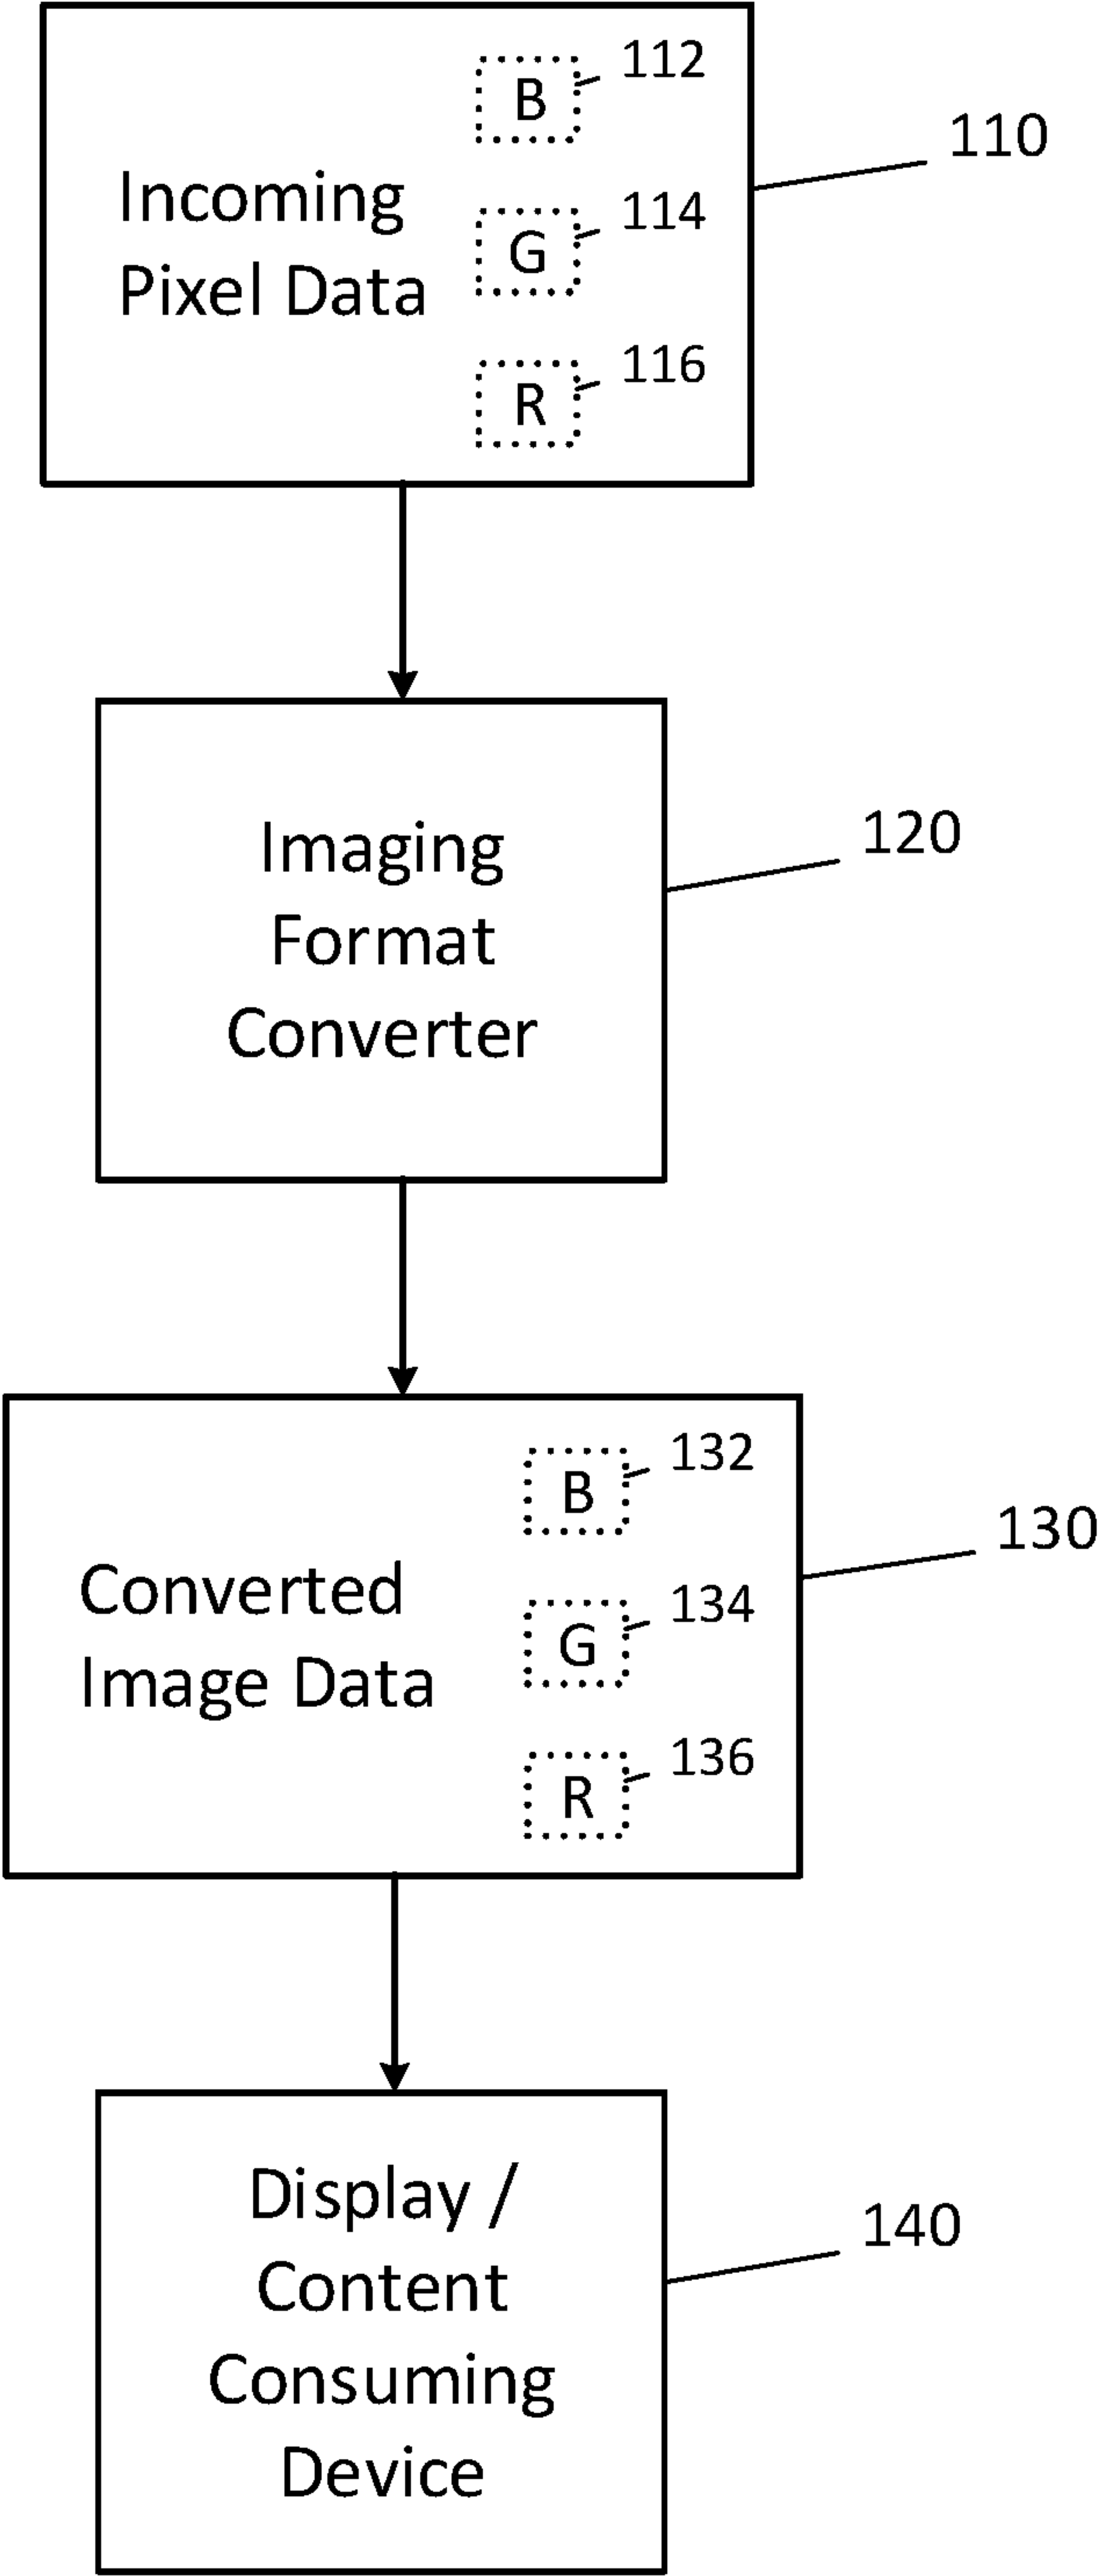 B 112
110
Incoming
G 114
Pixel Data
R 116
Imaging
120
Format
Converter
B 132
130
Converted
G 134
Image Data
R 136
Display /
140
Content
Consuming
Device